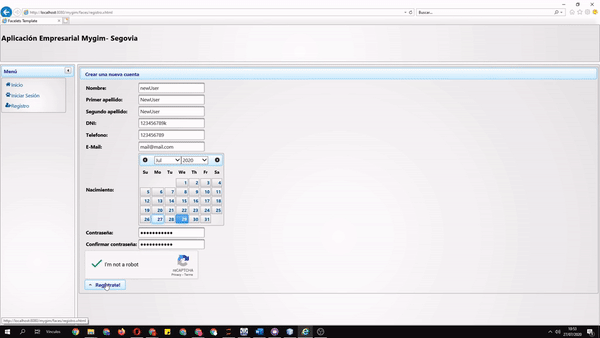 http://localhost:8080/mygim/faces/registro.xhtml
Buscar...
Facelets Template
Aplicación Empresarial Mygim- Segovia
Menú
Inicio
Iniciar Sesión
Registro
Crear una nueva cuenta
Nombre: newUser
Primer apellido: NewUser
Segundo apellido: NewUser
DNI: 123456789k
Telefono: 123456789
E-Mail: mail@mail.com
Nacimiento:
Jul 2020
Su Mo Tu We Th Fr Sa
1 2 3 4
5 6 7 8 9 10 11
12 13 14 15 16 17 18
19 20 21 22 23 24 25
26 27 28 29 30 31
Contraseña: •••••••••••
Confirmar contraseña: •••••••••••
I'm not a robot
reCAPTCHA
Privacy - Terms
Regístrate!
http://localhost:8080/mygim/faces/registro.xhtml
Vínculos
10:53
27/07/2020